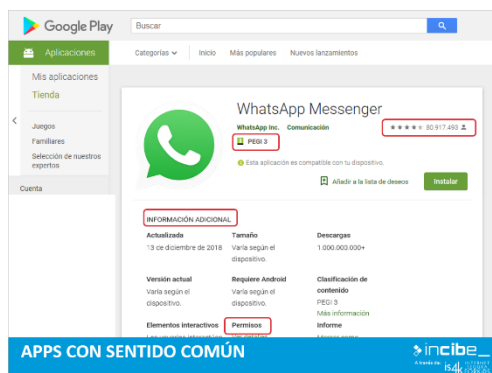 Google Play
Buscar
Aplicaciones
Categorías
Inicio
Más populares
Nuevos lanzamientos
Mis aplicaciones
Tienda
Juegos
Familiares
Selección de nuestros
expertos
Cuenta
WhatsApp Messenger
WhatsApp Inc. Comunicación
80.917.493
PEGI 3
Esta aplicación es compatible con tu dispositivo.
Añadir a la lista de deseos
Instalar
INFORMACIÓN ADICIONAL
Actualizada
13 de diciembre de 2018
Tamaño
Varía según el
dispositivo.
Descargas
1.000.000.000+
Versión actual
Varía según el
dispositivo.
Requiere Android
Varía según el
dispositivo.
Clasificación de
contenido
PEGI 3
Más información
Elementos interactivos
Permisos
Informe
APPS CON SENTIDO COMÚN
incibe_
is4k